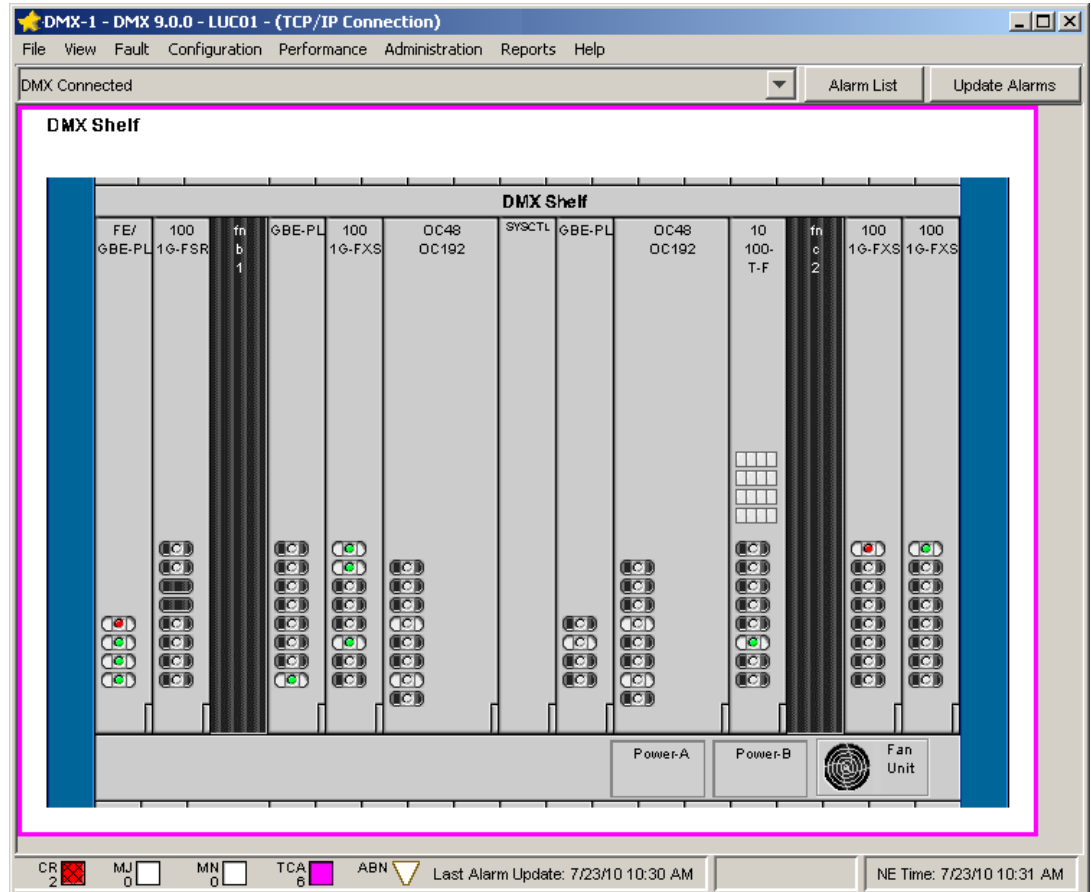 DMX-1 - DMX 9.0.0 - LUC01 - (TCP/IP Connection)
File View Fault Configuration Performance Administration Reports Help
DMX Connected
Alarm List
Update Alarms
DMX Shelf
DMX Shelf
FE/
GBE-PL
100
1G-FSR
fn
b
1
GBE-PL
100
1G-FXS
OC48
OC192
SYSCTL
GBE-PL
OC48
OC192
10
100-
T-F
fn
c
2
100
1G-FXS
100
1G-FXS
Power-A
Power-B
Fan
Unit
CR
2
MJ
0
MN
0
TCA
6
ABN
Last Alarm Update: 7/23/10 10:30 AM
NE Time: 7/23/10 10:31 AM